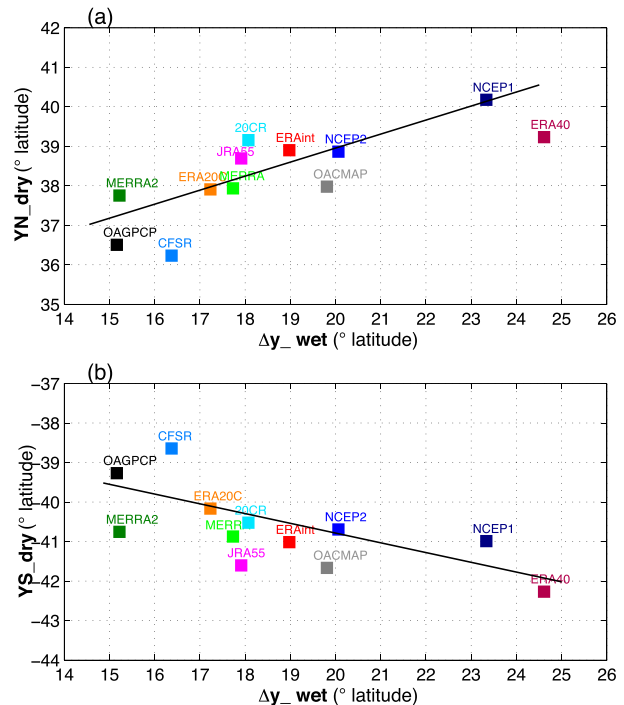 (a)
42
41
40
39
38
37
36
35
YN_dry (° latitude)
NCEP1
20CR
ERAint
NCEP2
ERA40
JRA55
MERRA2
ERA20C
MERRA
OACMAP
OAGPCP
CFSR
14 15 16 17 18 19 20 21 22 23 24 25 26
Δy_ wet (° latitude)
(b)
−37
−38
−39
−40
−41
−42
−43
−44
YS_dry (° latitude)
CFSR
OAGPCP
ERA20C
MERRA2
MERR
20CR
NCEP2
ERAint
NCEP1
JRA55
OACMAP
ERA40
14 15 16 17 18 19 20 21 22 23 24 25 26
Δy_ wet (° latitude)